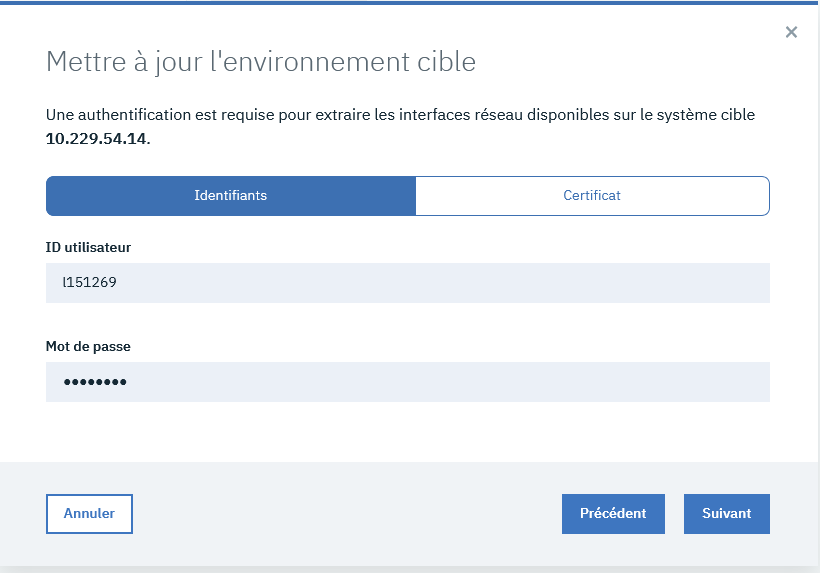 ×
Mettre à jour l'environnement cible
Une authentification est requise pour extraire les interfaces réseau disponibles sur le système cible
10.229.54.14.
Identifiants Certificat
ID utilisateur
l151269
Mot de passe
••••••••
Annuler Précédent Suivant